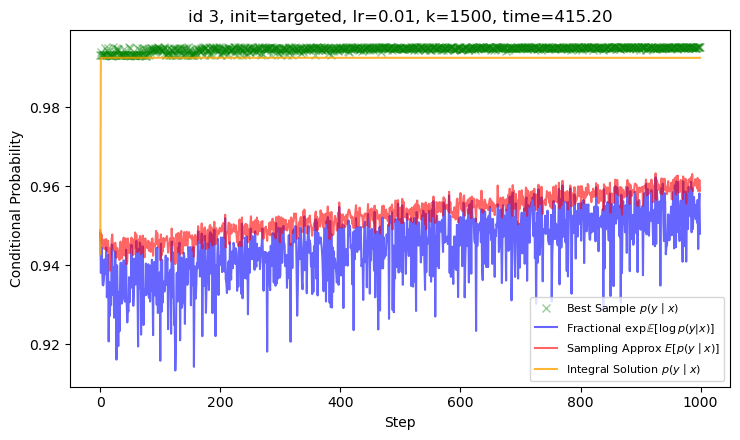 id 3, init=targeted, lr=0.01, k=1500, time=415.20
Conditional Probability
0.98
0.96
0.94
0.92
0
200
400
600
800
1000
Step
Best Sample p(y | x)
Fractional exp𝔼[log p(y|x)]
Sampling Approx E[p(y | x)]
Integral Solution p(y | x)